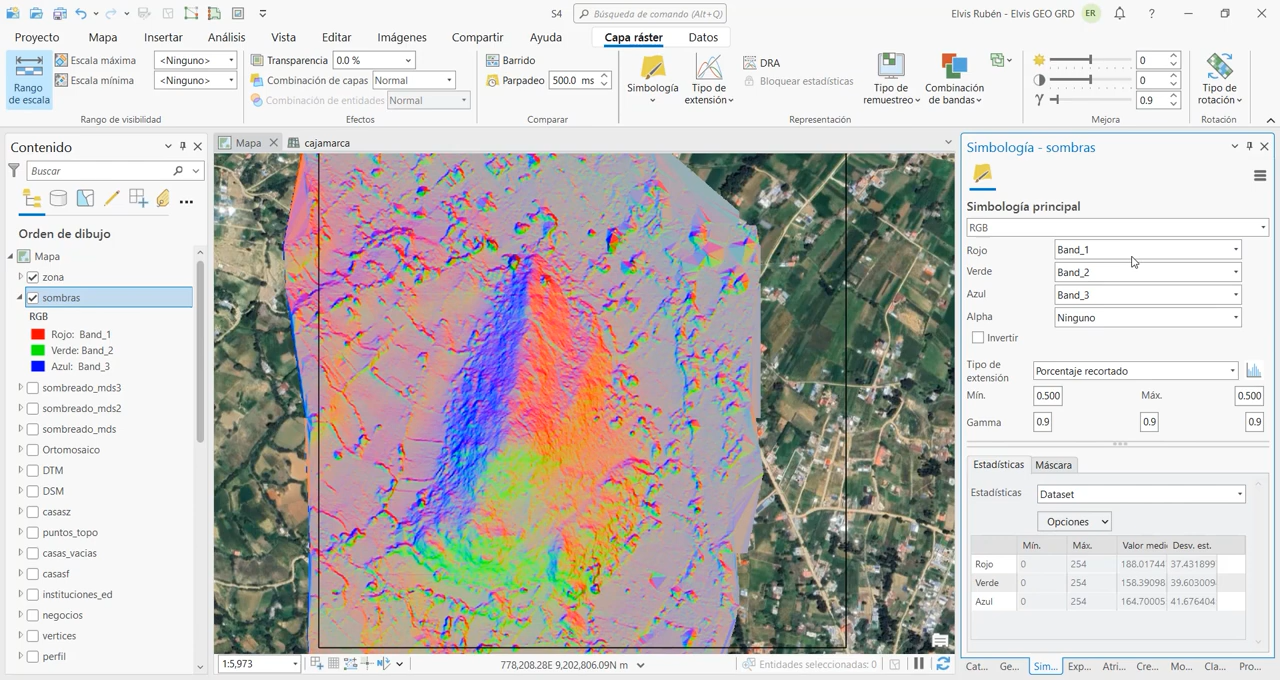 S4
Búsqueda de comando (Alt+Q)
Elvis Rubén - Elvis GEO GRD
ER
?
Proyecto Mapa Insertar Análisis Vista Editar Imágenes Compartir Ayuda Capa ráster Datos
Rango de escala
Escala máxima <Ninguno>
Escala mínima <Ninguno>
Rango de visibilidad
Transparencia 0.0 %
Combinación de capas Normal
Combinación de entidades Normal
Efectos
Barrido
Parpadeo 500.0 ms
Comparar
Simbología
Tipo de extensión
DRA
Bloquear estadísticas
Tipo de remuestreo
Combinación de bandas
Representación
0
0
0.9
Mejora
Tipo de rotación
Rotación
Contenido
Buscar
Orden de dibujo
Mapa
zona
sombras
RGB
Rojo: Band_1
Verde: Band_2
Azul: Band_3
sombreado_mds3
sombreado_mds2
sombreado_mds
Ortomosaico
DTM
DSM
casasz
puntos_topo
casas_vacias
casasf
instituciones_ed
negocios
vertices
perfil
Mapa cajamarca
1:5,973
778,208.28E 9,202,806.09N m
Entidades seleccionadas: 0
Simbología - sombras
Simbología principal
RGB
Rojo Band_1
Verde Band_2
Azul Band_3
Alpha Ninguno
Invertir
Tipo de extensión Porcentaje recortado
Mín. 0.500 Máx. 0.500
Gamma 0.9 0.9 0.9
Estadísticas Máscara
Estadísticas Dataset
Opciones
Mín. Máx. Valor medi Desv. est.
Rojo 0 254 188.01744 37.431899
Verde 0 254 158.39098 39.603009
Azul 0 254 164.70005 41.676404
Cat... Ge... Sim... Exp... Atri... Cre... Mo... Cla... Pro...